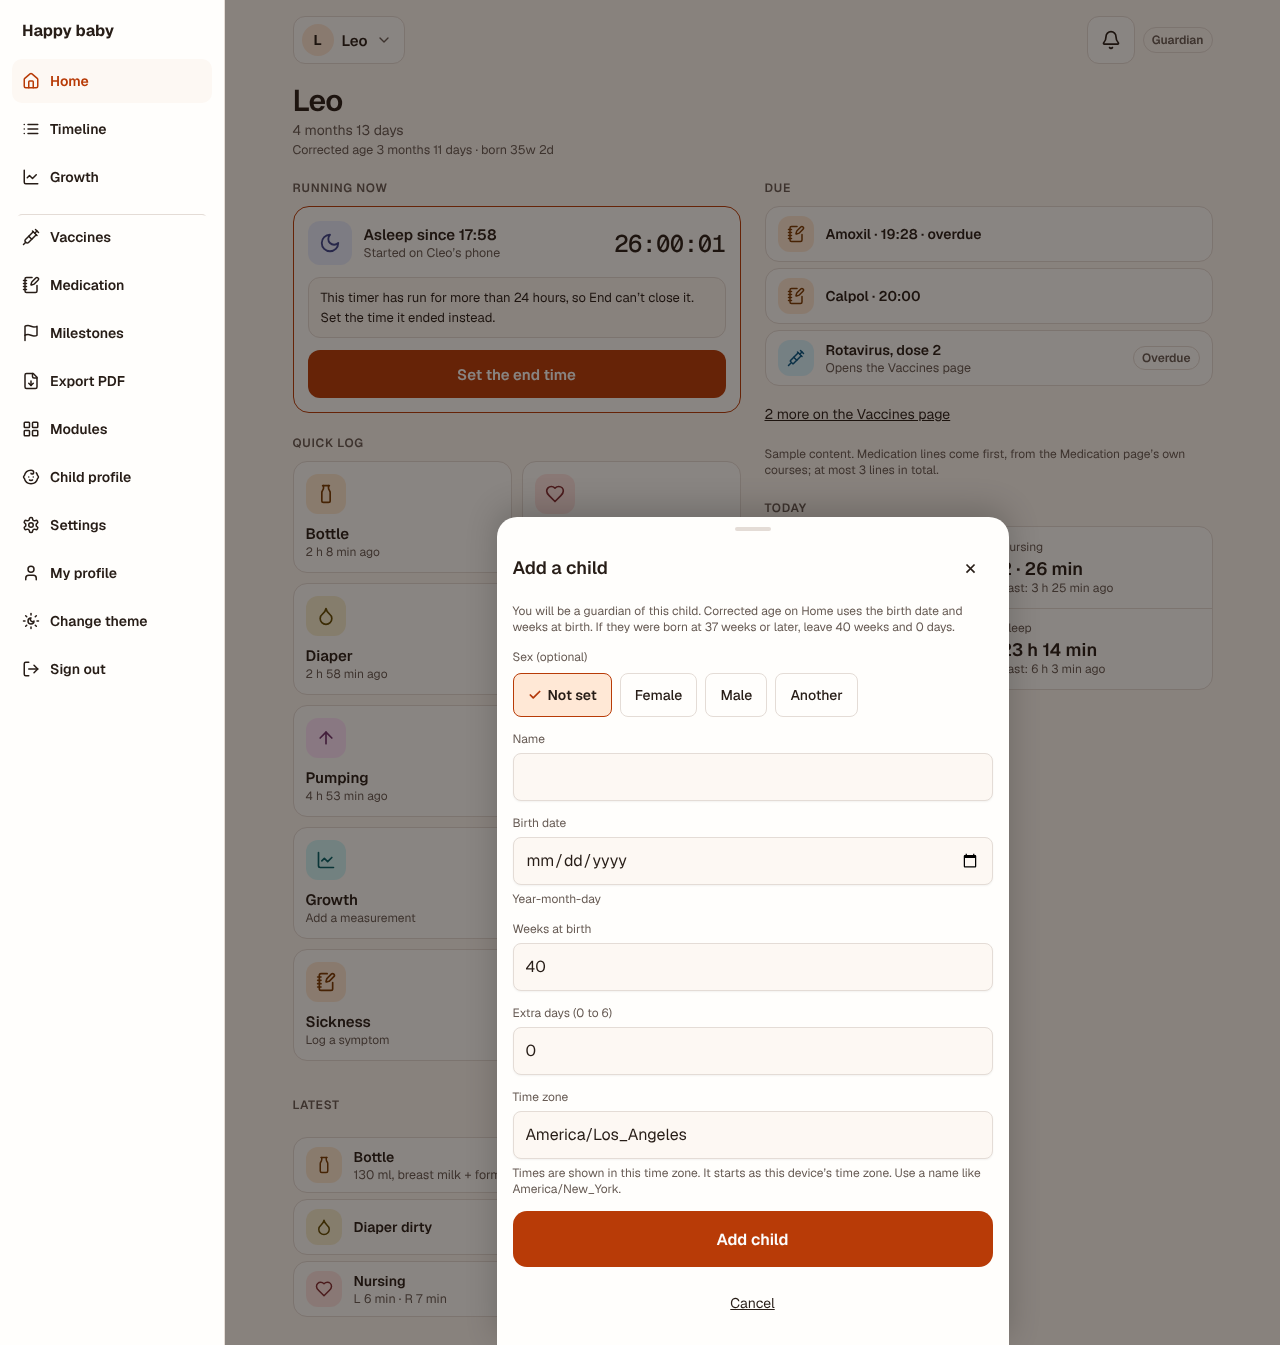 Happy baby
Home
Timeline
Growth
Vaccines
Medication
Milestones
Export PDF
Modules
Child profile
Settings
My profile
Change theme
Sign out
L
Leo
Guardian
Leo
4 months 13 days
Corrected age 3 months 11 days · born 35w 2d
RUNNING NOW
Asleep since 17:58
Started on Cleo's phone
26:00:01
This timer has run for more than 24 hours, so End can't close it.
Set the time it ended instead.
Set the end time
QUICK LOG
Bottle
2 h 8 min ago
Diaper
2 h 58 min ago
Pumping
4 h 53 min ago
Growth
Add a measurement
Sickness
Log a symptom
LATEST
Bottle
130 ml, breast milk + form
Diaper dirty
Nursing
L 6 min · R 7 min
DUE
Amoxil · 19:28 · overdue
Calpol · 20:00
Rotavirus, dose 2
Opens the Vaccines page
Overdue
2 more on the Vaccines page
Sample content. Medication lines come first, from the Medication page's own
courses; at most 3 lines in total.
TODAY
ursing
2 · 26 min
ast: 3 h 25 min ago
leep
23 h 14 min
ast: 6 h 3 min ago
Add a child
You will be a guardian of this child. Corrected age on Home uses the birth date and
weeks at birth. If they were born at 37 weeks or later, leave 40 weeks and 0 days.
Sex (optional)
Not set
Female
Male
Another
Name
Birth date
mm/dd/yyyy
Year-month-day
Weeks at birth
40
Extra days (0 to 6)
0
Time zone
America/Los_Angeles
Times are shown in this time zone. It starts as this device's time zone. Use a name like
America/New_York.
Add child
Cancel